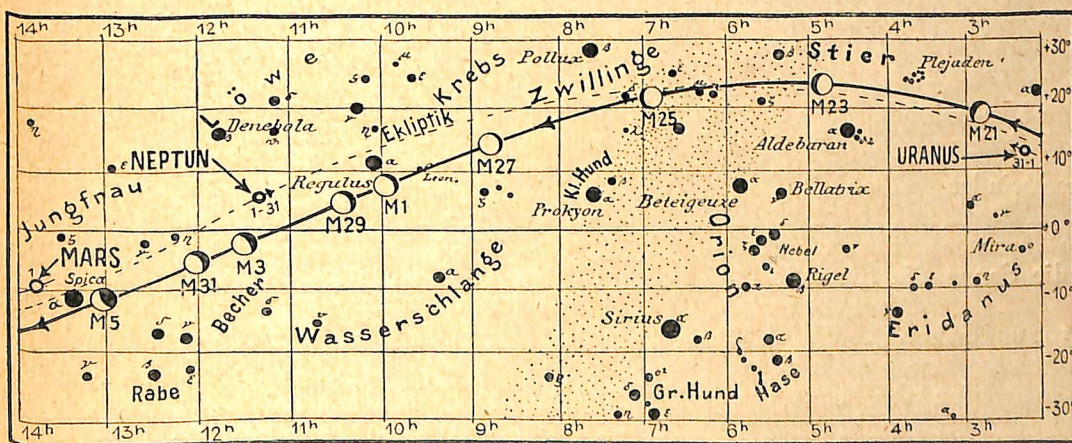 14h 13h 12h 11h 10h 9h 8h 7h 6h 5h 4h 3h
+30° +20° +10° ±0° -10° -20° -30°
Löwe
Krebs
Zwillinge
Stier
Pollux
Plejaden
Denebola
Ekliptik
M25
M23
M21
Aldebaran
NEPTUN
URANUS
31-1
M27
Regulus
Leon.
Kl. Hund
1-31
M1
Prokyon
Beteigeuze
Bellatrix
Jungfrau
M29
Orion
MARS
1
M3
Nebel
Mira
Spica
M31
Rigel
M5
Becher
Wasserschlange
Eridanus
Sirius
Hase
Rabe
Gr. Hund
14h 13h 12h 11h 10h 9h 8h 7h 6h 5h 4h 3h